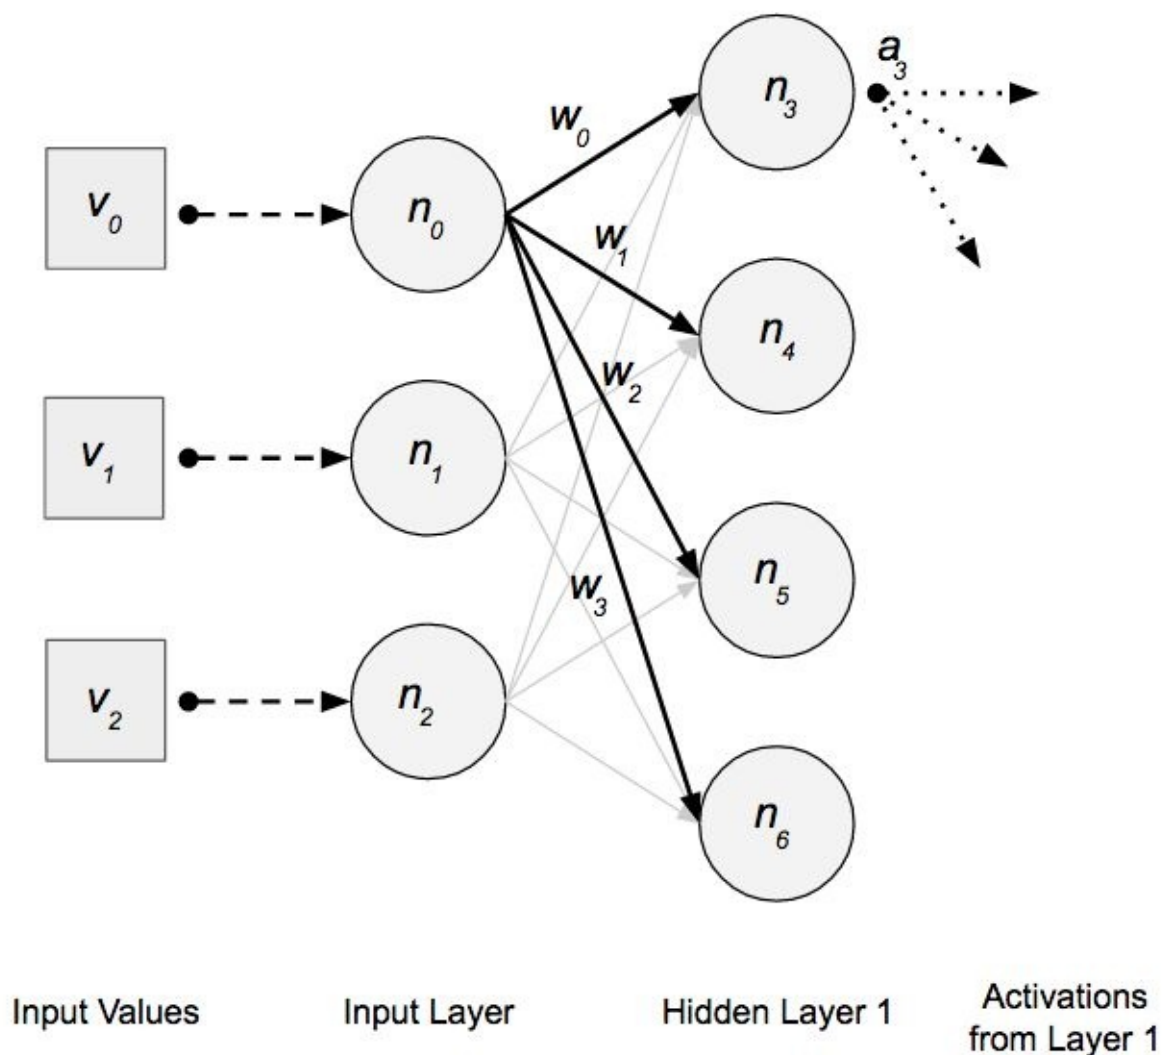 a3
n3
w0
v0
n0
w1
n4
w2
v1
n1
n5
w3
v2
n2
n6
Input Values
Input Layer
Hidden Layer 1
Activations
from Layer 1